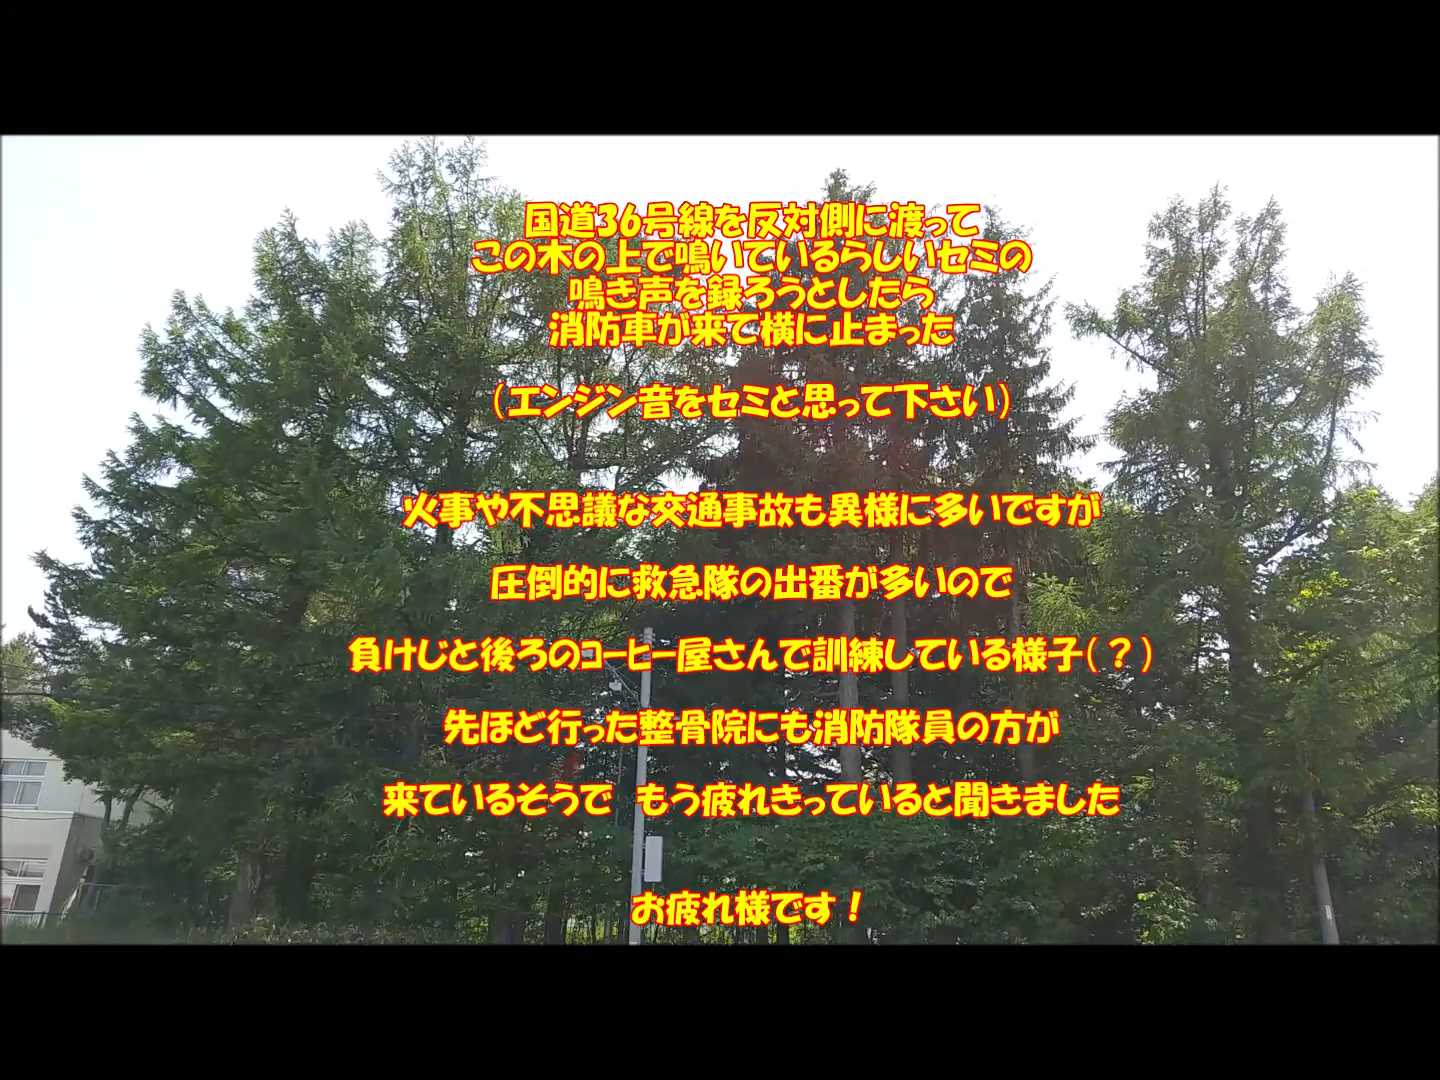 国道36号線を反対側に渡って
この木の上で鳴いているらしいセミの
鳴き声を録ろうとしたら
消防車が来て横に止まった
（エンジン音をセミと思って下さい）
火事や不思議な交通事故も異様に多いですが
圧倒的に救急隊の出番が多いので
負けじと後ろのｺｰﾋｰ屋さんで訓練している様子（？）
先ほど行った整骨院にも消防隊員の方が
来ているそうで　もう疲れきっていると聞きました
お疲れ様です！